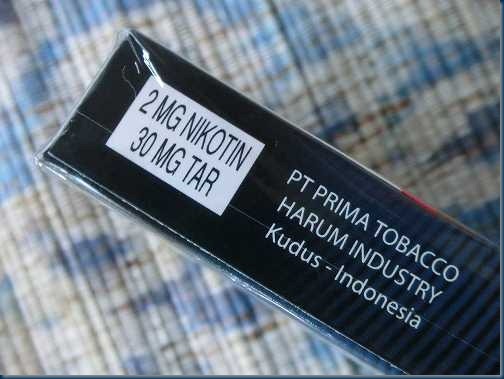 2 MG NIKOTIN
30 MG TAR
PT PRIMA TOBACCO
HARUM INDUSTRY
Kudus - Indonesia